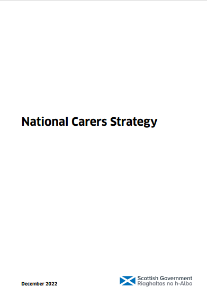 National Carers Strategy
December 2022
Scottish Government
Riaghaltas na h-Alba